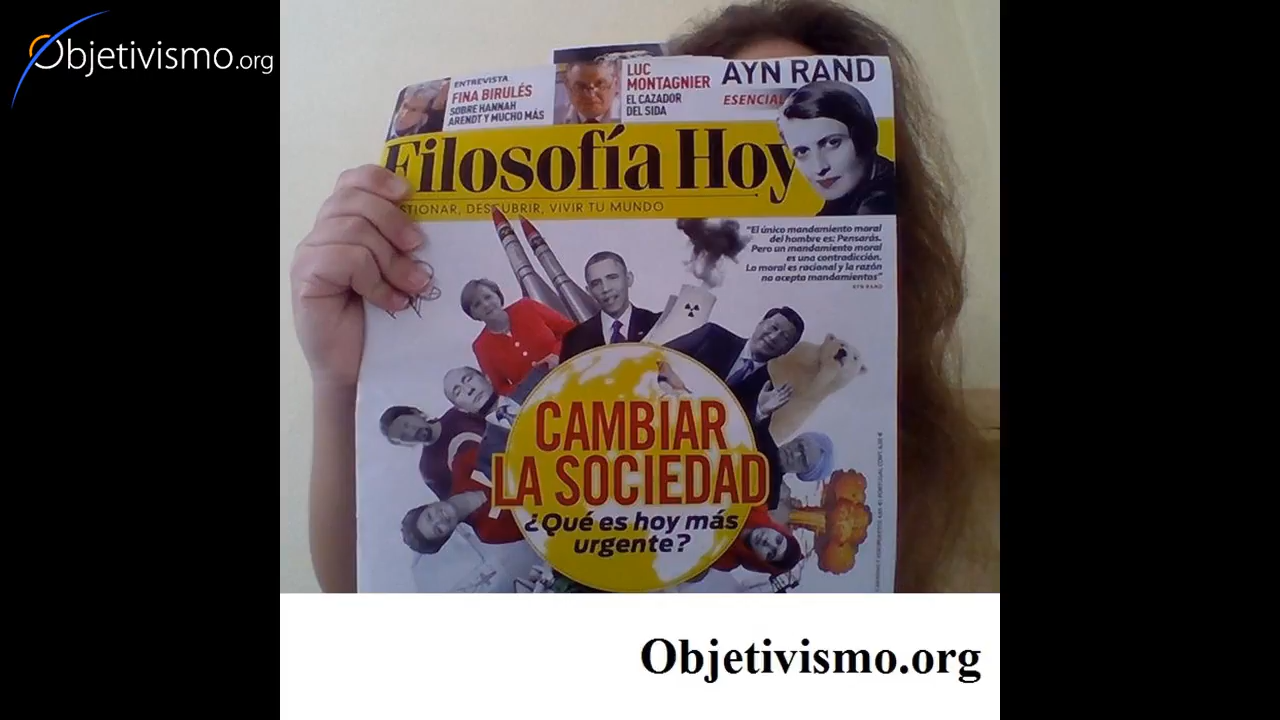 Objetivismo.org
ENTREVISTA
FINA BIRULÉS
SOBRE HANNAH
ARENDT Y MUCHO MÁS
LUC
MONTAGNIER
EL CAZADOR
DEL SIDA
AYN RAND
ESENCIAL
Filosofía Hoy
STIONAR, DESCUBRIR, VIVIR TU MUNDO
"El único mandamiento moral
del hombre es: Pensarás.
Pero un mandamiento moral
es una contradicción.
La moral es racional y la razón
no acepta mandamientos"
AYN RAND
CAMBIAR
LA SOCIEDAD
¿Qué es hoy más
urgente?
Objetivismo.org